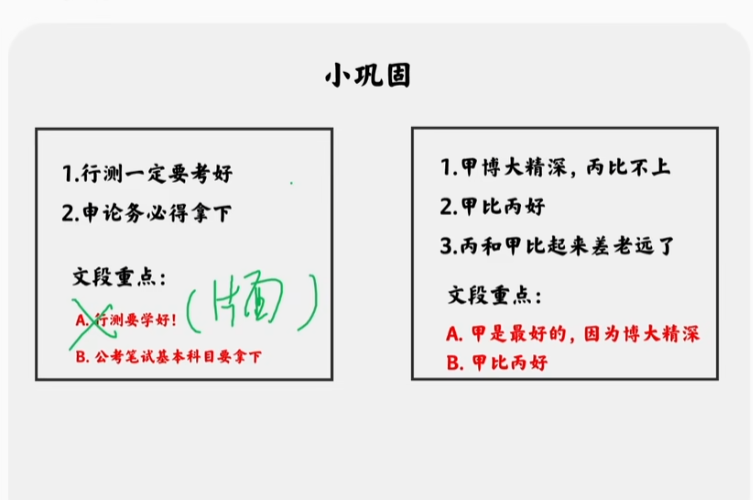 小巩固
1.行测一定要考好
2.申论务必得拿下
文段重点：
A. 行测要学好!
（片面）
B. 公考笔试基本科目要拿下
1.甲博大精深，丙比不上
2.甲比丙好
3.丙和甲比起来差老远了
文段重点：
A. 甲是最好的，因为博大精深
B. 甲比丙好